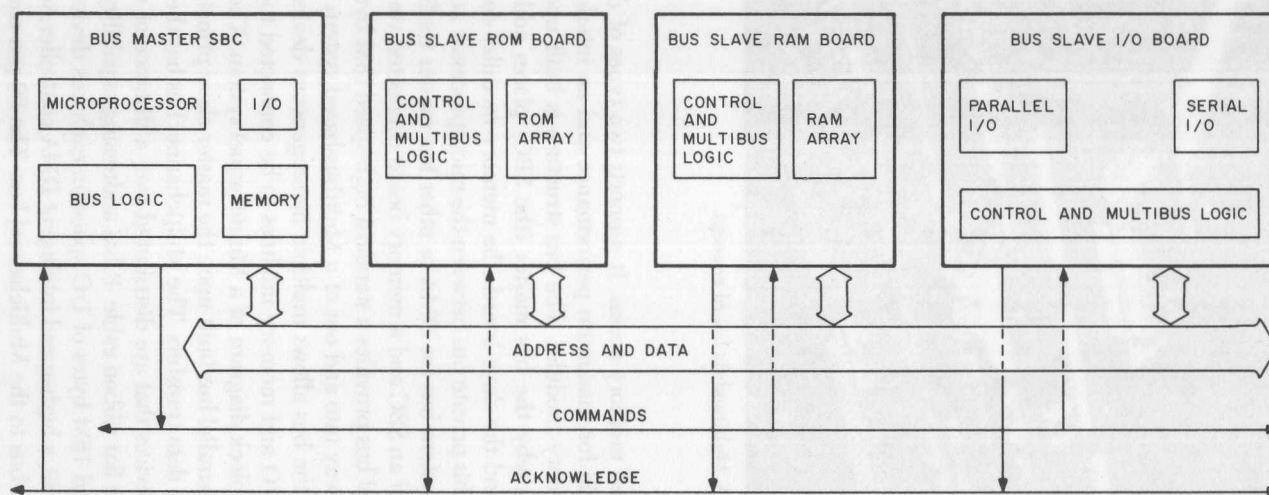 BUS MASTER SBC
MICROPROCESSOR
I/O
BUS LOGIC
MEMORY
BUS SLAVE ROM BOARD
CONTROL
AND
MULTIBUS
LOGIC
ROM
ARRAY
BUS SLAVE RAM BOARD
CONTROL
AND
MULTIBUS
LOGIC
RAM
ARRAY
BUS SLAVE I/O BOARD
PARALLEL
I/O
SERIAL
I/O
CONTROL AND MULTIBUS LOGIC
ADDRESS AND DATA
COMMANDS
ACKNOWLEDGE